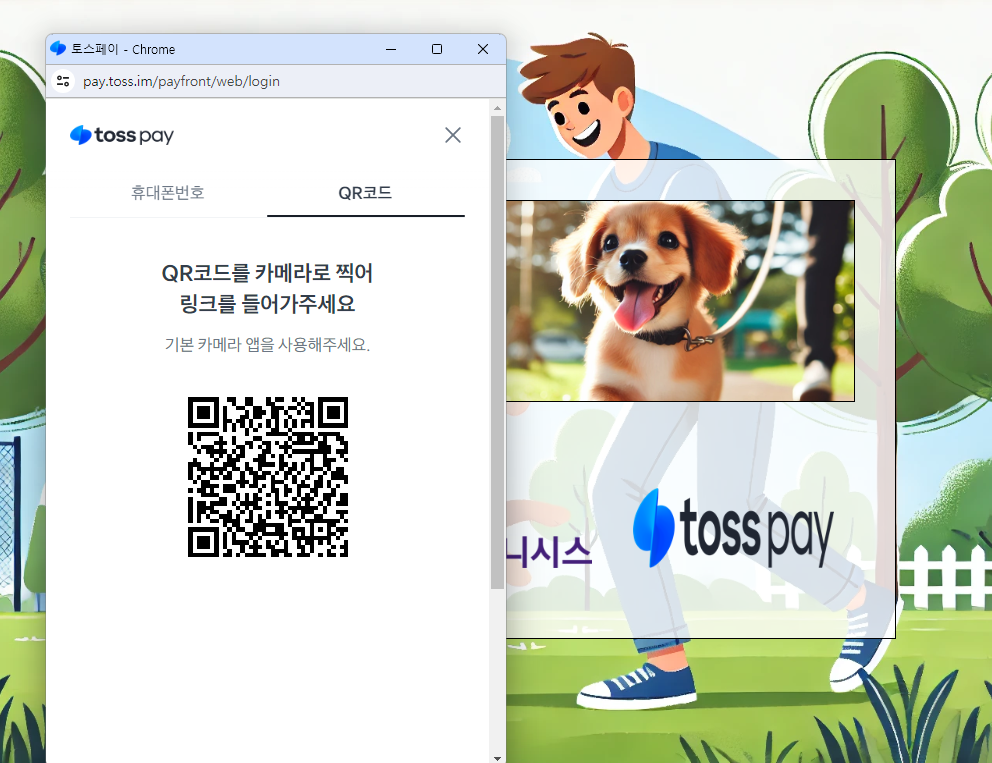 토스페이 - Chrome
pay.toss.im/payfront/web/login
toss pay
휴대폰번호
QR코드
QR코드를 카메라로 찍어
링크를 들어가주세요
기본 카메라 앱을 사용해주세요.
니시스
toss pay